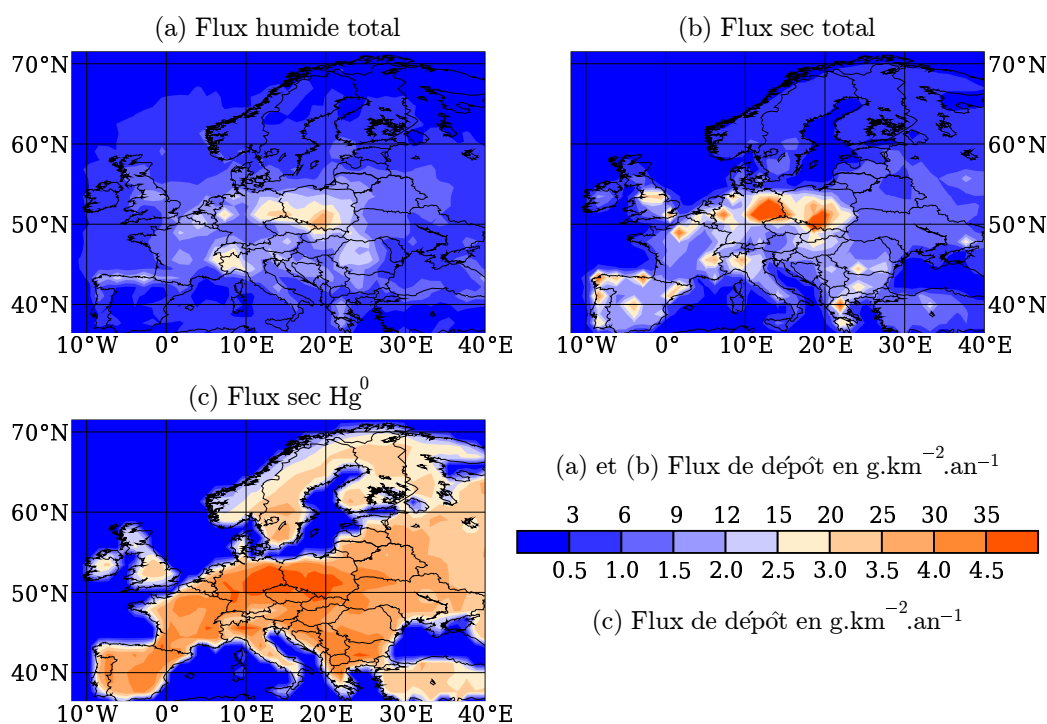 (a) Flux humide total
(b) Flux sec total
70°N
60°N
50°N
40°N
10°W 0° 10°E 20°E 30°E 40°E
70°N
60°N
50°N
40°N
10°W 0° 10°E 20°E 30°E 40°E
(c) Flux sec Hg⁰
70°N
60°N
50°N
40°N
10°W 0° 10°E 20°E 30°E 40°E
(a) et (b) Flux de dépôt en g.km⁻².an⁻¹
3 6 9 12 15 20 25 30 35
0.5 1.0 1.5 2.0 2.5 3.0 3.5 4.0 4.5
(c) Flux de dépôt en g.km⁻².an⁻¹